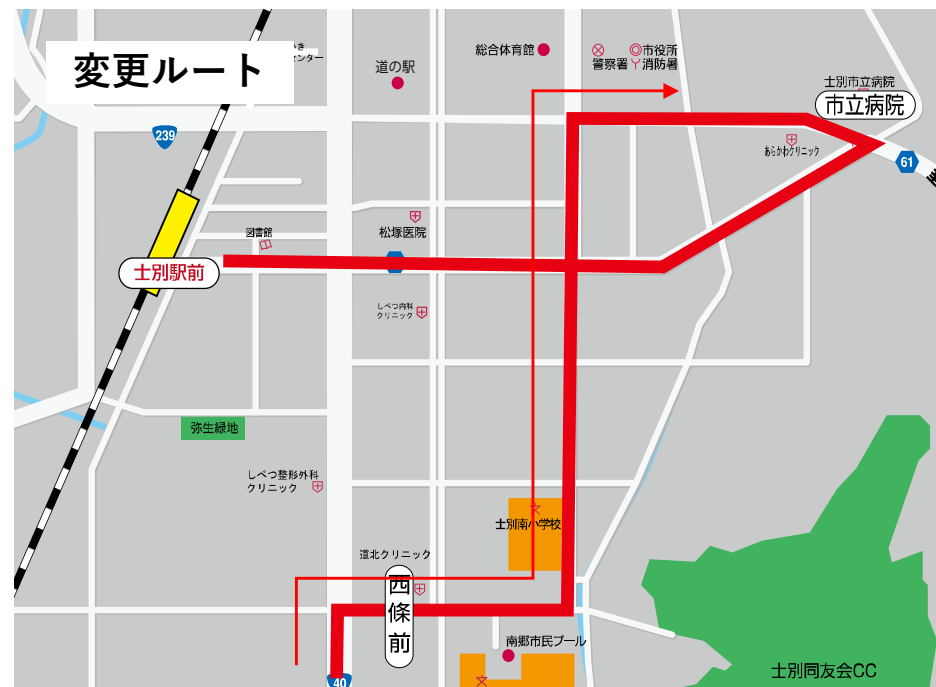 変更ルート
き
ンター
道の駅
総合体育館
市役所
警察署
消防署
士別市立病院
市立病院
239
あらかわクリニック
61
図書館
松塚医院
士別駅前
しべつ内科
クリニック
弥生緑地
しべつ整形外科
クリニック
士別南小学校
道北クリニック
西條前
南郷市民プール
士別同友会CC
40